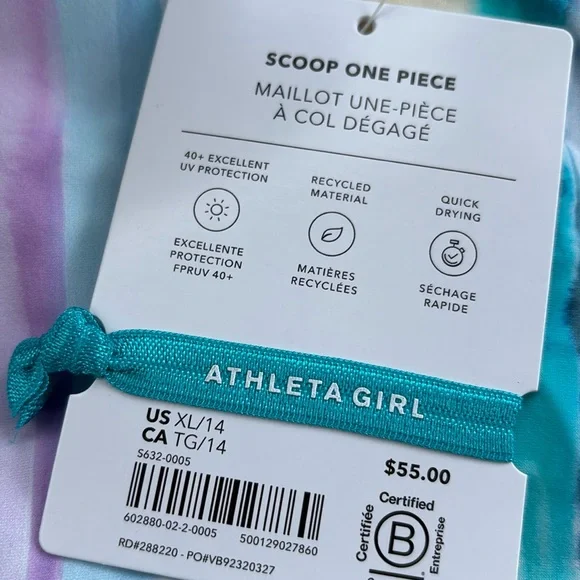 SCOOP ONE PIECE
MAILLOT UNE-PIÈCE
À COL DÉGAGÉ
40+ EXCELLENT
UV PROTECTION
EXCELLENTE
PROTECTION
FPRUV 40+
RECYCLED
MATERIAL
MATIÈRES
RECYCLÉES
QUICK
DRYING
SÉCHAGE
RAPIDE
ATHLETA GIRL
US XL/14
CA TG/14
S632-0005
$55.00
602880-02-2-0005 500129027860
RD#288220 - PO#VB92320327
Certified
Certifiée
B
Entreprise